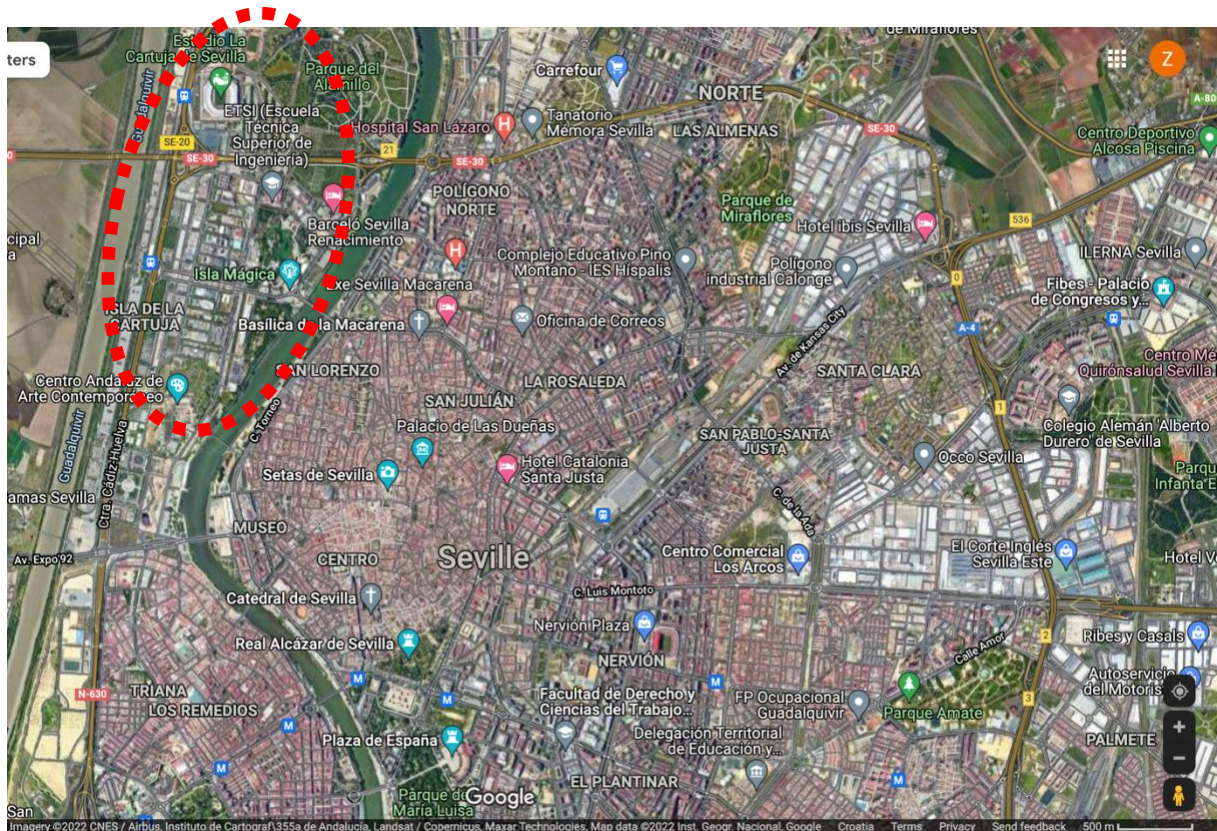 de Miraflores
ters
Z
Estadio La
Cartuja de Sevilla
Parque del
Alamillo
Guadalquivir
Carrefour
NORTE
A-80
ETSI (Escuela
Técnica
Superior de
Ingeniería)
Hospital San Lázaro
Tanatorio
Mémora Sevilla
LAS ALMENAS
SE-30
Centro Deportivo
Alcosa Piscina
SE-20
SE-30
21
SE-30
POLÍGONO
NORTE
Parque de
Miraflores
Barceló Sevilla
Renacimiento
Hotel ibis Sevilla
536
cipal
a
Complejo Educativo Pino
Montano - IES Híspalis
Polígono
industrial Calonge
ILERNA Sevilla
Isla Mágica
Exe Sevilla Macarena
0
Fibes - Palacio
de Congresos y...
ISLA DE LA
CARTUJA
Basílica de la Macarena
Oficina de Correos
Av. de Kansas City
A-4
Centro Mé
Quirónsalud Sevilla
SAN LORENZO
LA ROSALEDA
SANTA CLARA
Centro Andaluz de
Arte Contemporáneo
SAN JULIÁN
1
Colegio Alemán 'Alberto
Durero' de Sevilla
C. Torneo
Palacio de Las Dueñas
SAN PABLO-SANTA
JUSTA
Guadalquivir
Ctra. Cádiz-Huelva
Setas de Sevilla
Hotel Catalonia
Santa Justa
Occo Sevilla
Parqu
Infanta E
amas Sevilla
C. de la Ada
MUSEO
Av. Expo'92
CENTRO
Seville
Centro Comercial
Los Arcos
El Corte Inglés
Sevilla Este
Hotel V
Catedral de Sevilla
C. Luis Montoto
Nervión Plaza
Real Alcázar de Sevilla
2
Ribes y Casals
NERVIÓN
Calle Amor
M
M
M
Autoservicio
del Motoris
N-630
TRIANA
LOS REMEDIOS
Facultad de Derecho y
Ciencias del Trabajo...
FP Ocupacional
Guadalquivir
Parque Amate
3
M
Plaza de España
Delegación Territorial
de Educación y...
PALMETE
M
M
EL PLANTINAR
Parque de
María Luisa
Google
San
Imagery ©2022 CNES / Airbus, Instituto de Cartograf\355a de Andalucía, Landsat / Copernicus, Maxar Technologies, Map data ©2022 Inst. Geogr. Nacional, Google Croatia Terms Privacy Send feedback 500 m